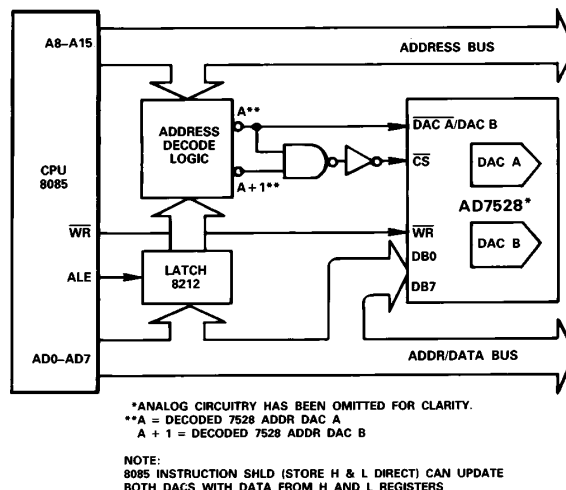 A8–A15
ADDRESS BUS
A**
ADDRESS
DECODE
LOGIC
DAC A/DAC B
CS
DAC A
CPU
8085
A + 1**
AD7528*
WR
WR
DAC B
LATCH
8212
DB0
ALE
DB7
AD0–AD7
ADDR/DATA BUS
*ANALOG CIRCUITRY HAS BEEN OMITTED FOR CLARITY.
**A = DECODED 7528 ADDR DAC A
A + 1 = DECODED 7528 ADDR DAC B
NOTE:
8085 INSTRUCTION SHLD (STORE H & L DIRECT) CAN UPDATE
BOTH DACS WITH DATA FROM H AND L REGISTERS